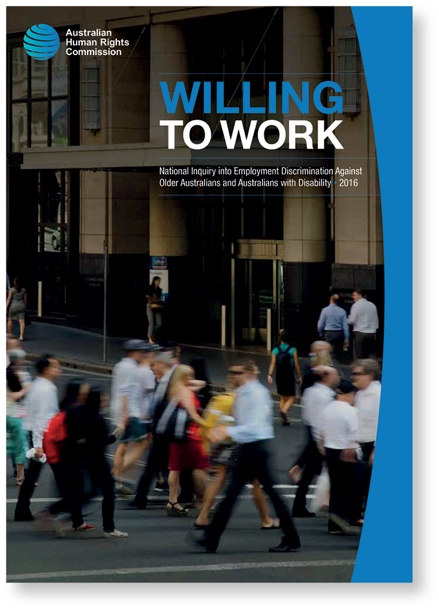 Australian
Human Rights
Commission
WILLING
TO WORK
National Inquiry into Employment Discrimination Against
Older Australians and Australians with Disability 2016